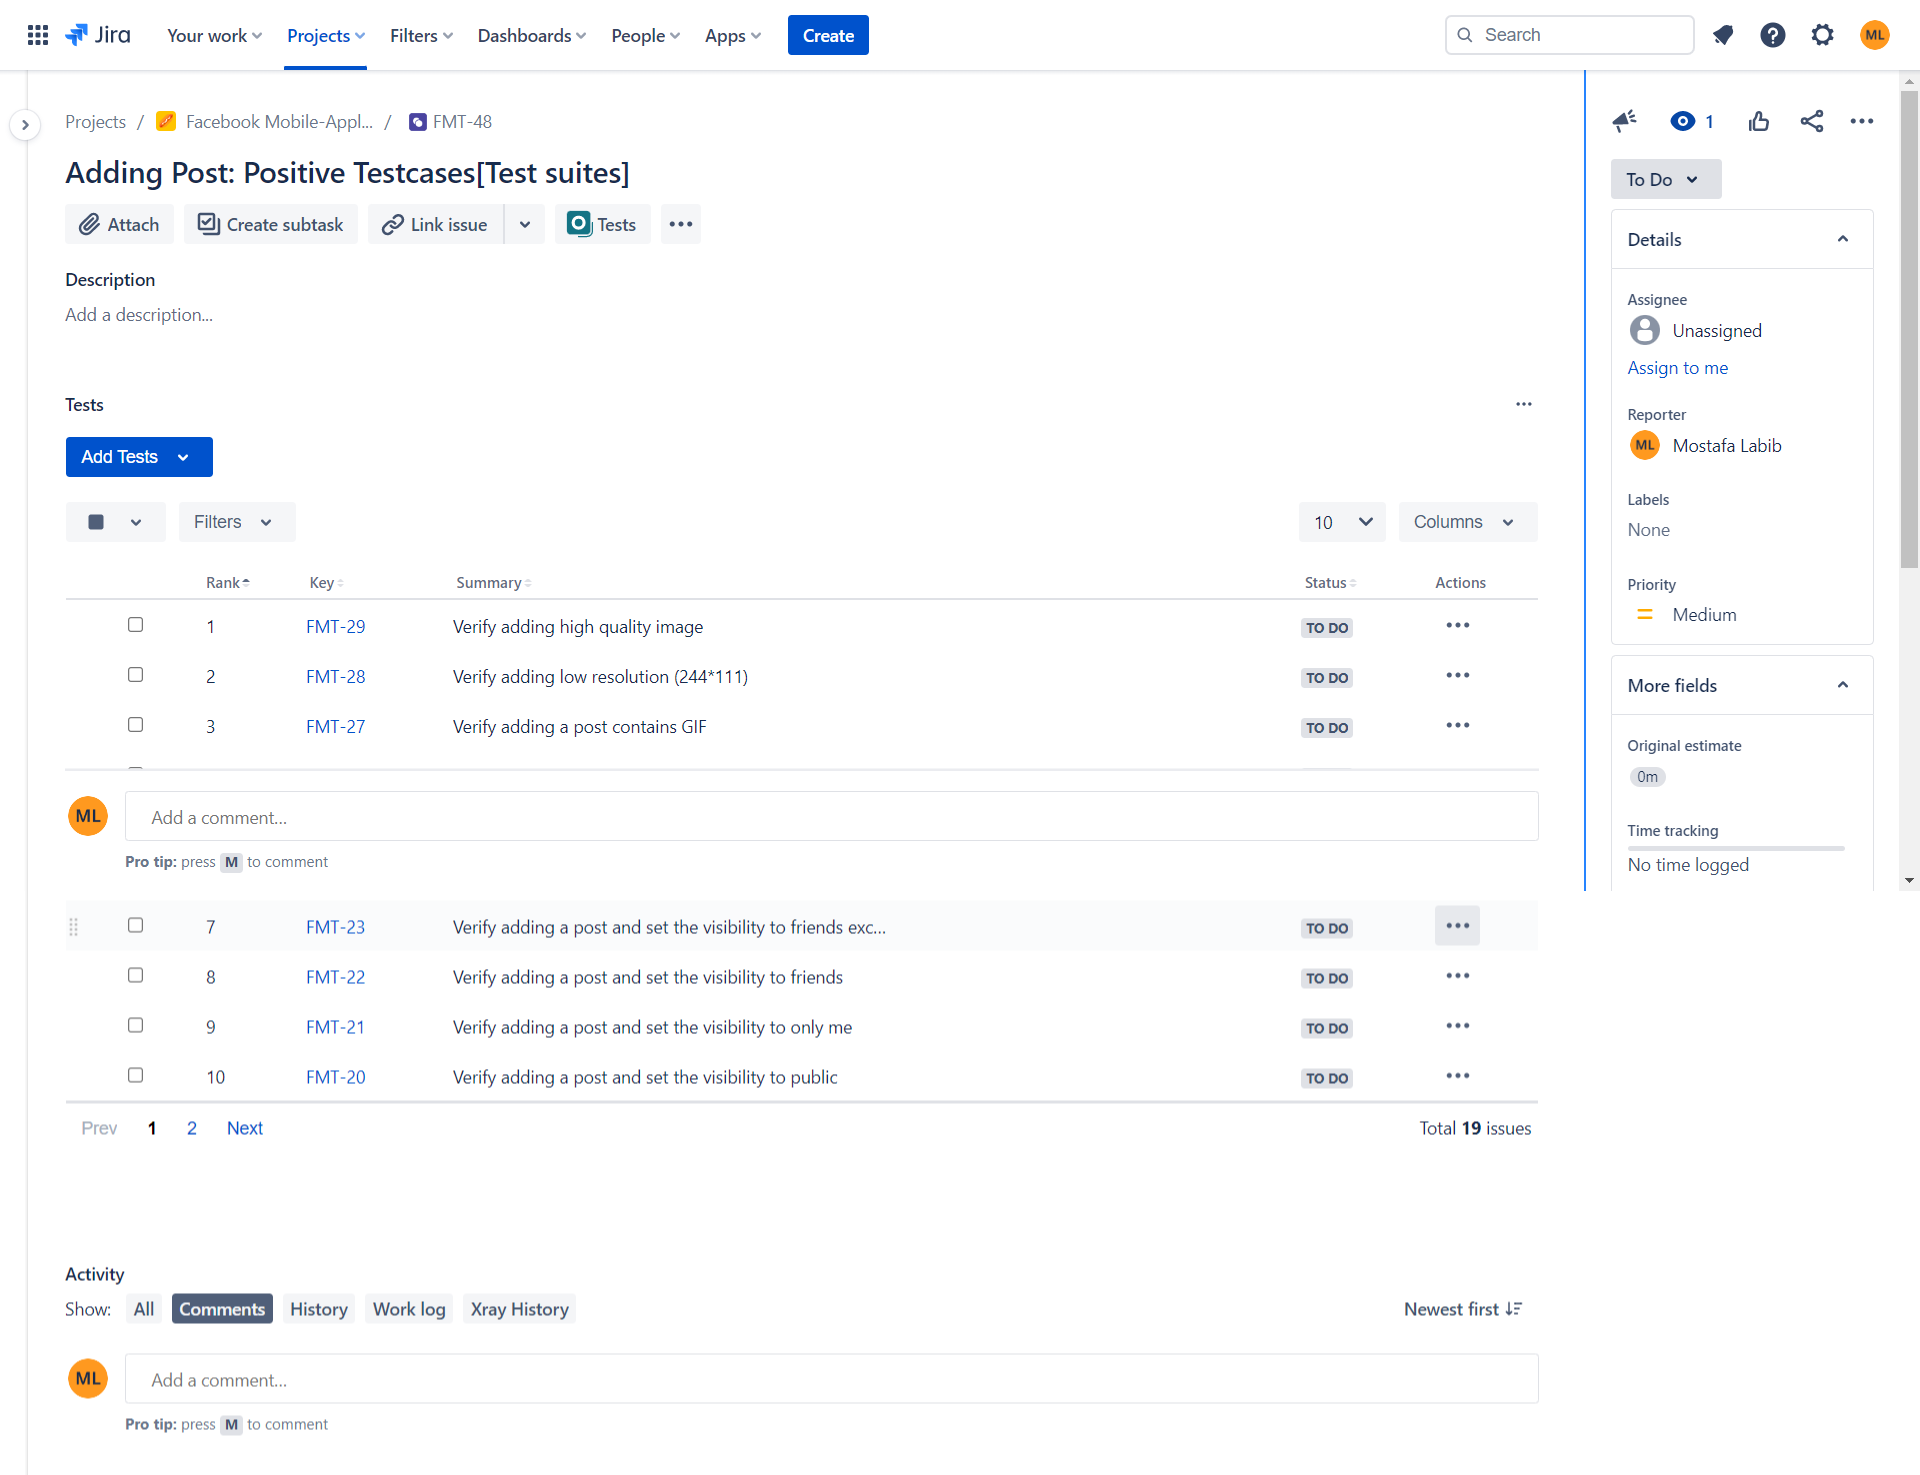 Jira
Your work
Projects
Filters
Dashboards
People
Apps
Create
Search
ML
Projects / Facebook Mobile-Appl... / FMT-48
1
Adding Post: Positive Testcases[Test suites]
Attach
Create subtask
Link issue
Tests
Description
Add a description...
Tests
Add Tests
Filters
10
Columns
Rank Key Summary Status Actions
1 FMT-29 Verify adding high quality image TO DO
2 FMT-28 Verify adding low resolution (244*111) TO DO
3 FMT-27 Verify adding a post contains GIF TO DO
ML
Add a comment...
Pro tip: press M to comment
7 FMT-23 Verify adding a post and set the visibility to friends exc... TO DO
8 FMT-22 Verify adding a post and set the visibility to friends TO DO
9 FMT-21 Verify adding a post and set the visibility to only me TO DO
10 FMT-20 Verify adding a post and set the visibility to public TO DO
Prev 1 2 Next
Total 19 issues
Activity
Show: All Comments History Work log Xray History
Newest first
ML
Add a comment...
Pro tip: press M to comment
To Do
Details
Assignee
Unassigned
Assign to me
Reporter
ML Mostafa Labib
Labels
None
Priority
Medium
More fields
Original estimate
0m
Time tracking
No time logged